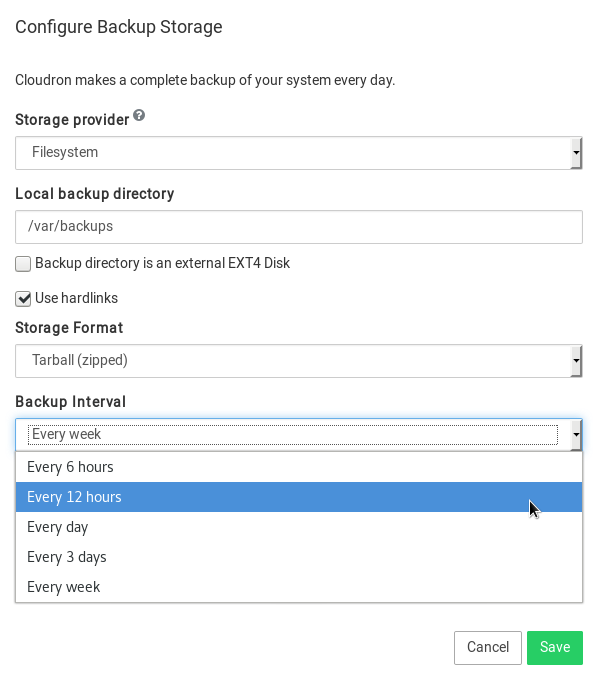 Configure Backup Storage
Cloudron makes a complete backup of your system every day.
Storage provider ?
Filesystem
Local backup directory
/var/backups
Backup directory is an external EXT4 Disk
Use hardlinks
Storage Format
Tarball (zipped)
Backup Interval
Every week
Every 6 hours
Every 12 hours
Every day
Every 3 days
Every week
Cancel Save